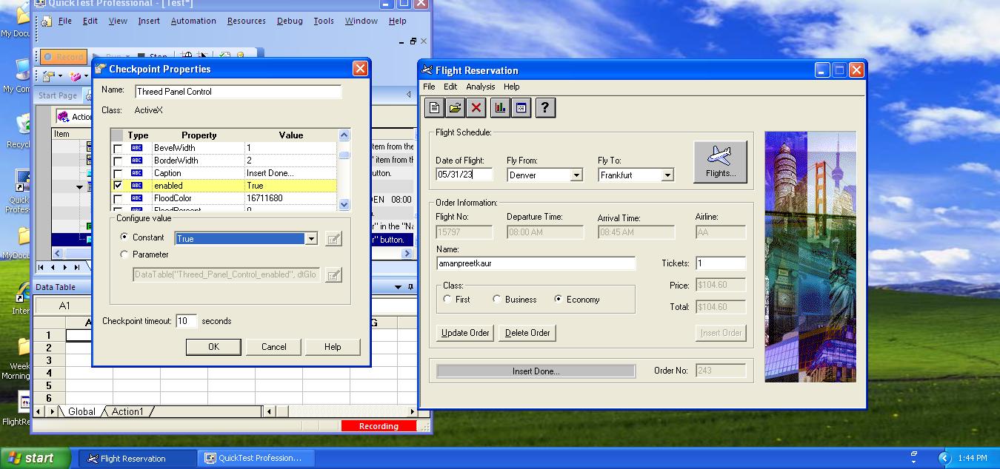 QuickTest Professional - [Test*]
File Edit View Insert Automation Resources Debug Tools Window Help
Record Run Stop
Start Page
Action
Item
item from the
item from th
button.
DEN 08:00
r" in the "Na
r" button.
Data Table
A1
A G
1
2
3
4
5
6
Global Action1
Recording
Checkpoint Properties
Name: Threed Panel Control
Class: ActiveX
Type Property Value
ABC BevelWidth 1
ABC BorderWidth 2
ABC Caption Insert Done...
ABC enabled True
ABC FloodColor 16711680
ABC FloodPercent 0
Configure value
Constant True
Parameter
DataTable("Threed_Panel_Control_enabled", dtGlo
Checkpoint timeout: 10 seconds
OK Cancel Help
Flight Reservation
File Edit Analysis Help
?
Flight Schedule:
Date of Flight: Fly From: Fly To:
05/31/23 Denver Frankfurt
Flights...
Order Information:
Flight No: Departure Time: Arrival Time: Airline:
15797 08:00 AM 08:45 AM AA
Name:
amanpreetkaur
Tickets: 1
Class:
First Business Economy
Price: $104.60
Total: $104.60
Update Order Delete Order Insert Order
Insert Done... Order No: 243
My Docu
My Com
Recycl
Quick
Profess
MyDocu
Inter
Week
Morning
FlightRe
start Flight Reservation QuickTest Profession... 1:44 PM